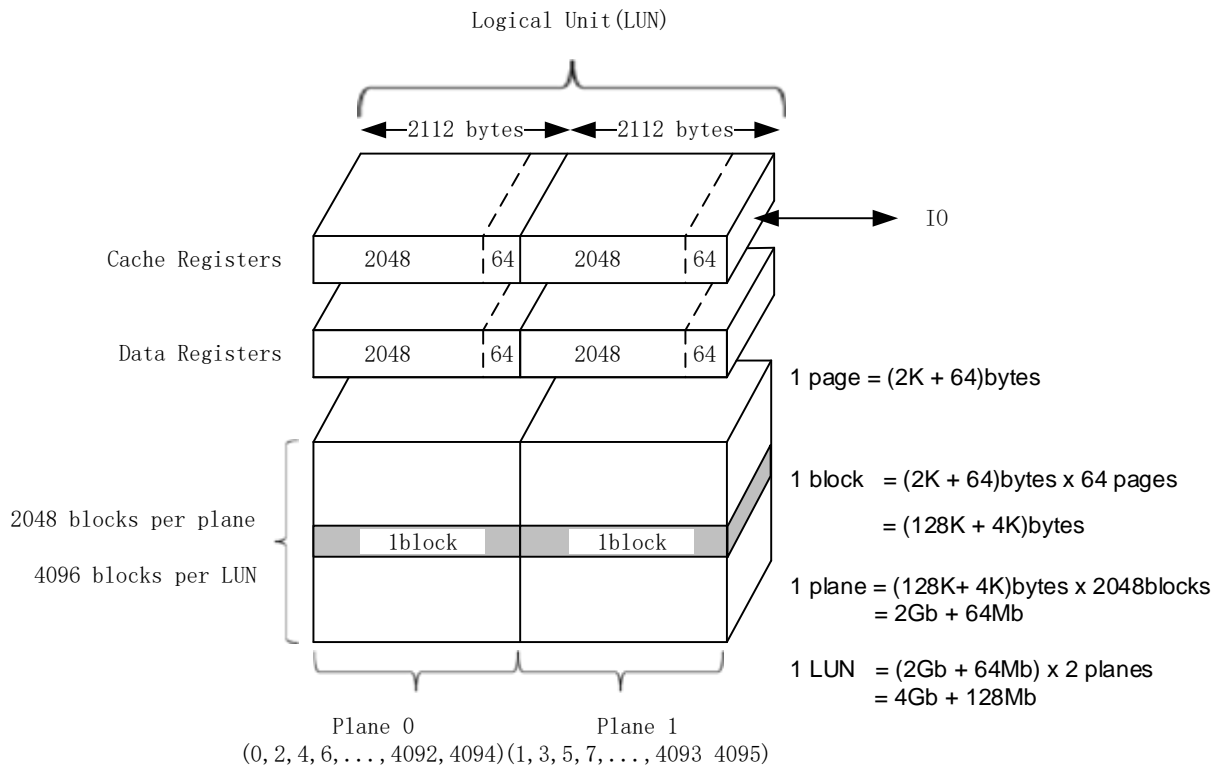 Logical Unit(LUN)
2112 bytes
2112 bytes
IO
Cache Registers
2048
64
2048
64
Data Registers
2048
64
2048
64
1 page = (2K + 64)bytes
1 block = (2K + 64)bytes x 64 pages
= (128K + 4K)bytes
2048 blocks per plane
4096 blocks per LUN
1block
1block
1 plane = (128K+ 4K)bytes x 2048blocks
= 2Gb + 64Mb
1 LUN = (2Gb + 64Mb) x 2 planes
= 4Gb + 128Mb
Plane 0
(0,2,4,6,...,4092,4094)
Plane 1
(1,3,5,7,...,4093 4095)